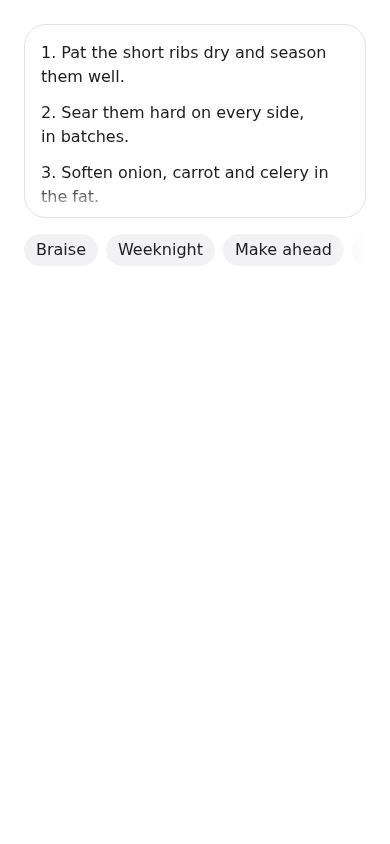 1. Pat the short ribs dry and season
them well.
2. Sear them hard on every side,
in batches.
3. Soften onion, carrot and celery in
the fat.
Braise Weeknight Make ahead